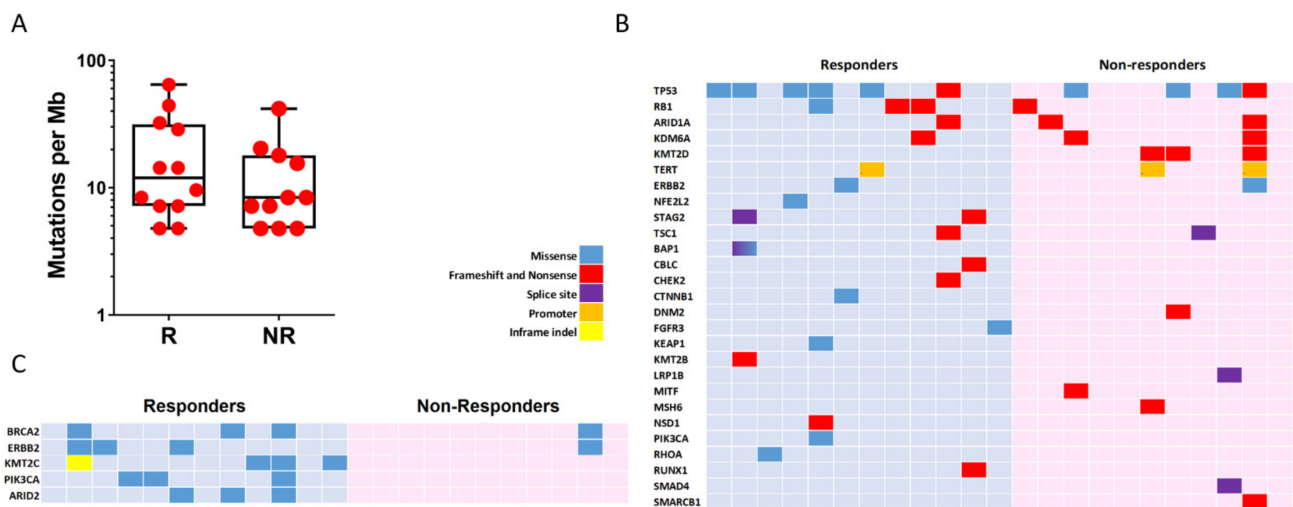 A
B
Mutations per Mb
100
10
1
R
NR
Missense
Frameshift and Nonsense
Splice site
Promoter
Inframe indel
Responders
Non-responders
TP53
RB1
ARID1A
KDM6A
KMT2D
TERT
ERBB2
NFE2L2
STAG2
TSC1
BAP1
CBLC
CHEK2
CTNNB1
DNM2
FGFR3
KEAP1
KMT2B
LRP1B
MITF
MSH6
NSD1
PIK3CA
RHOA
RUNX1
SMAD4
SMARCB1
C
Responders
Non-Responders
BRCA2
ERBB2
KMT2C
PIK3CA
ARID2